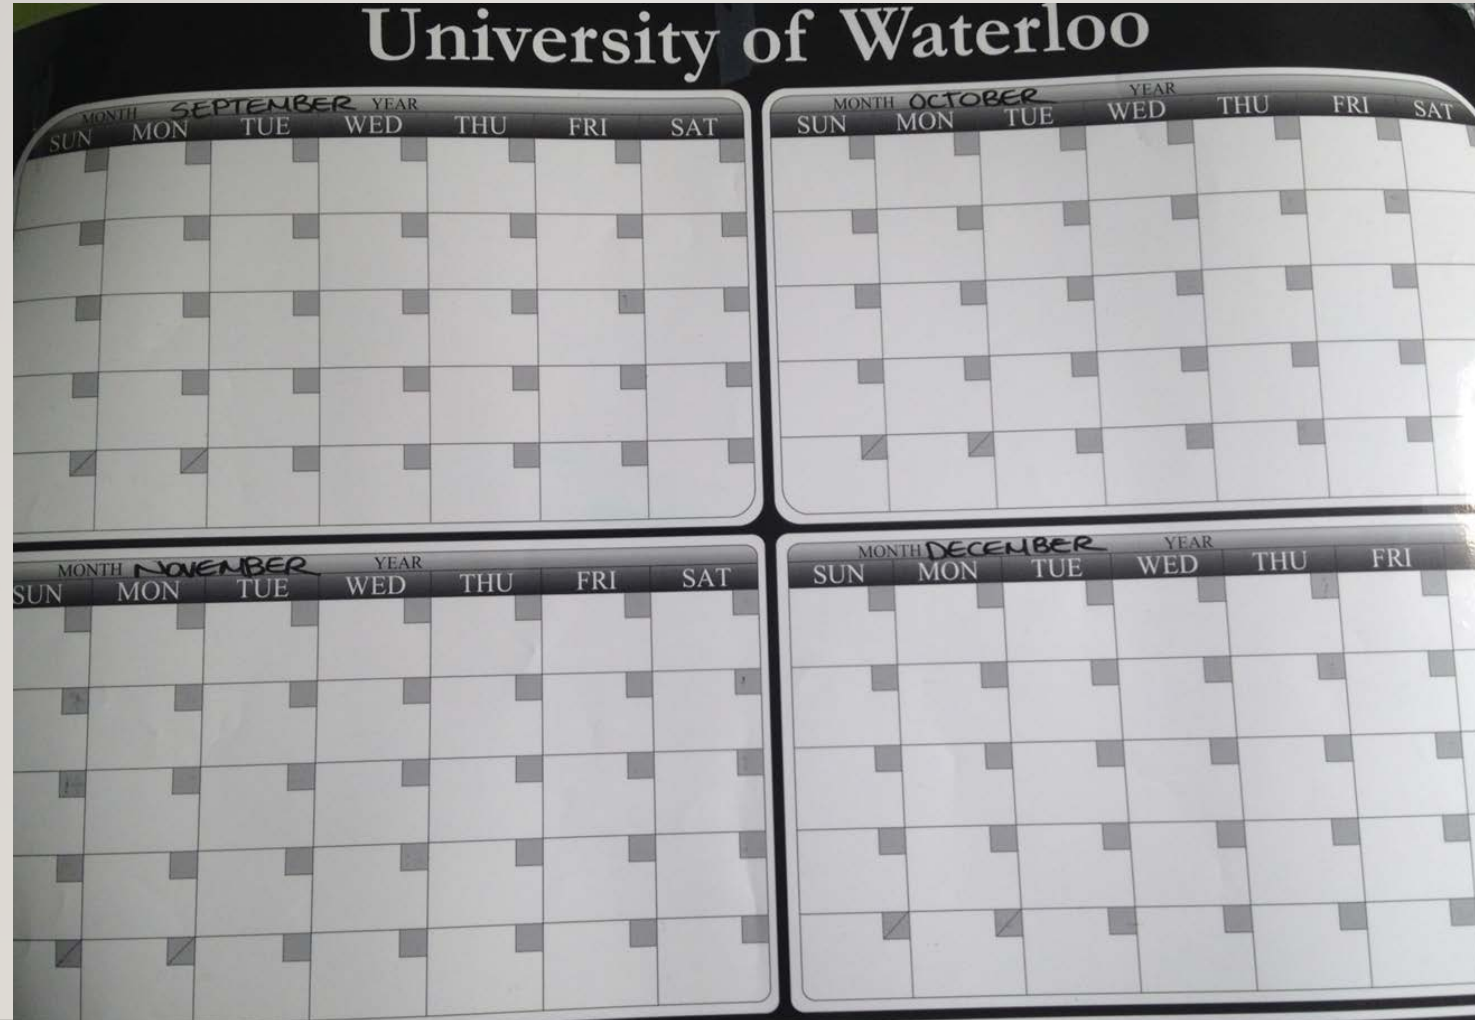 University of Waterloo
MONTH SEPTEMBER YEAR
SUN MON TUE WED THU FRI SAT
MONTH OCTOBER YEAR
SUN MON TUE WED THU FRI SAT
MONTH NOVEMBER YEAR
SUN MON TUE WED THU FRI SAT
MONTH DECEMBER YEAR
SUN MON TUE WED THU FRI